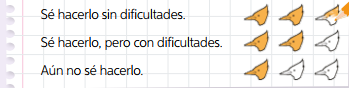 Sé hacerlo sin dificultades.
Sé hacerlo, pero con dificultades.
Aún no sé hacerlo.